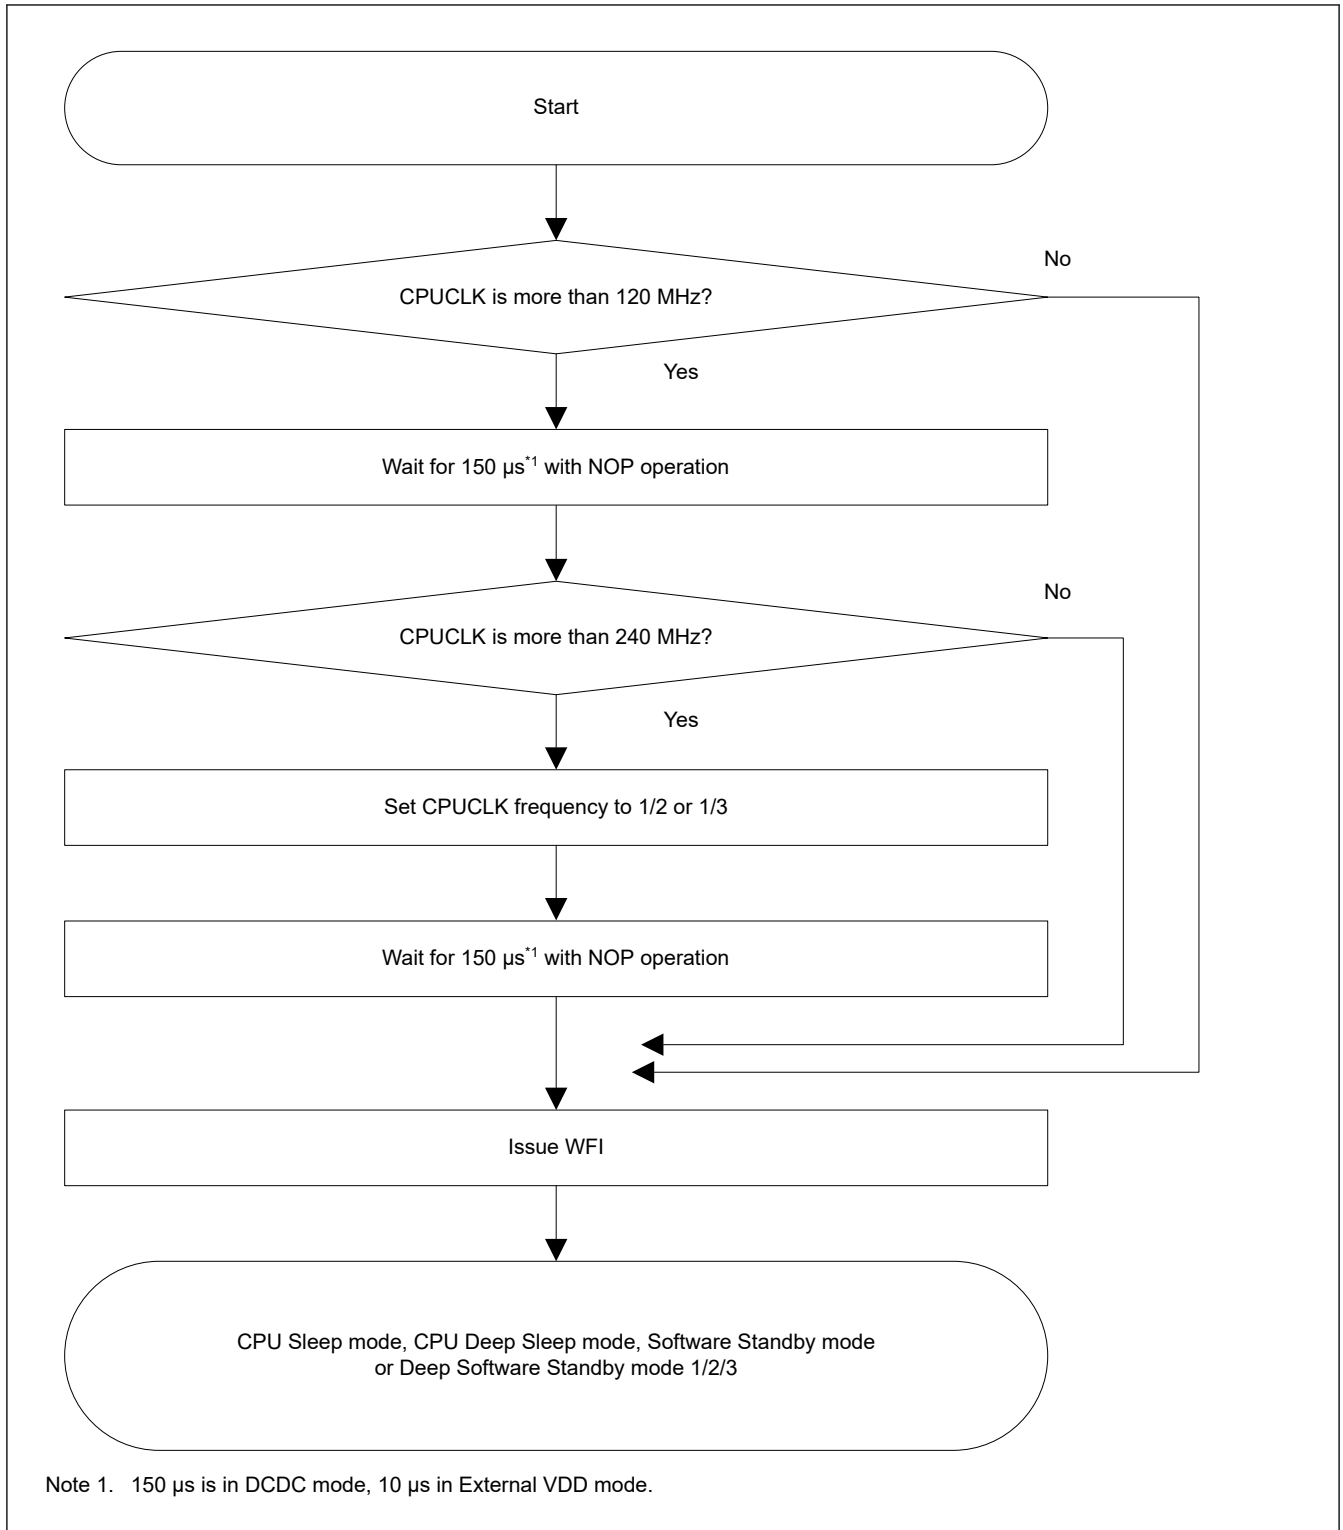 Start
CPUCLK is more than 120 MHz?
No
Yes
Wait for 150 µs*1 with NOP operation
CPUCLK is more than 240 MHz?
No
Yes
Set CPUCLK frequency to 1/2 or 1/3
Wait for 150 µs*1 with NOP operation
Issue WFI
CPU Sleep mode, CPU Deep Sleep mode, Software Standby mode
or Deep Software Standby mode 1/2/3
Note 1. 150 µs is in DCDC mode, 10 µs in External VDD mode.